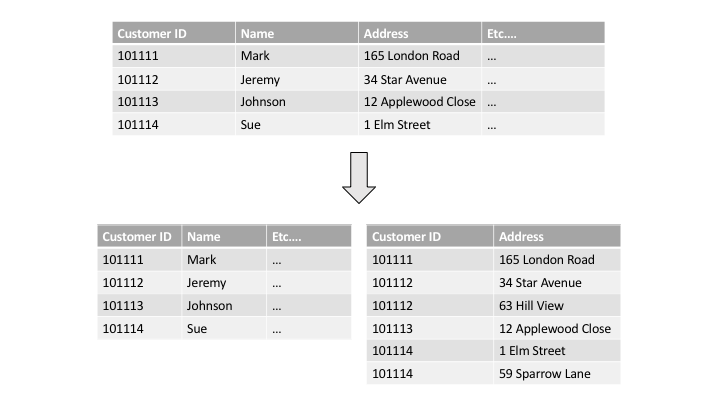 Customer ID Name Address Etc....
101111 Mark 165 London Road ...
101112 Jeremy 34 Star Avenue ...
101113 Johnson 12 Applewood Close ...
101114 Sue 1 Elm Street ...
Customer ID Name Etc....
101111 Mark ...
101112 Jeremy ...
101113 Johnson ...
101114 Sue ...
Customer ID Address
101111 165 London Road
101112 34 Star Avenue
101112 63 Hill View
101113 12 Applewood Close
101114 1 Elm Street
101114 59 Sparrow Lane